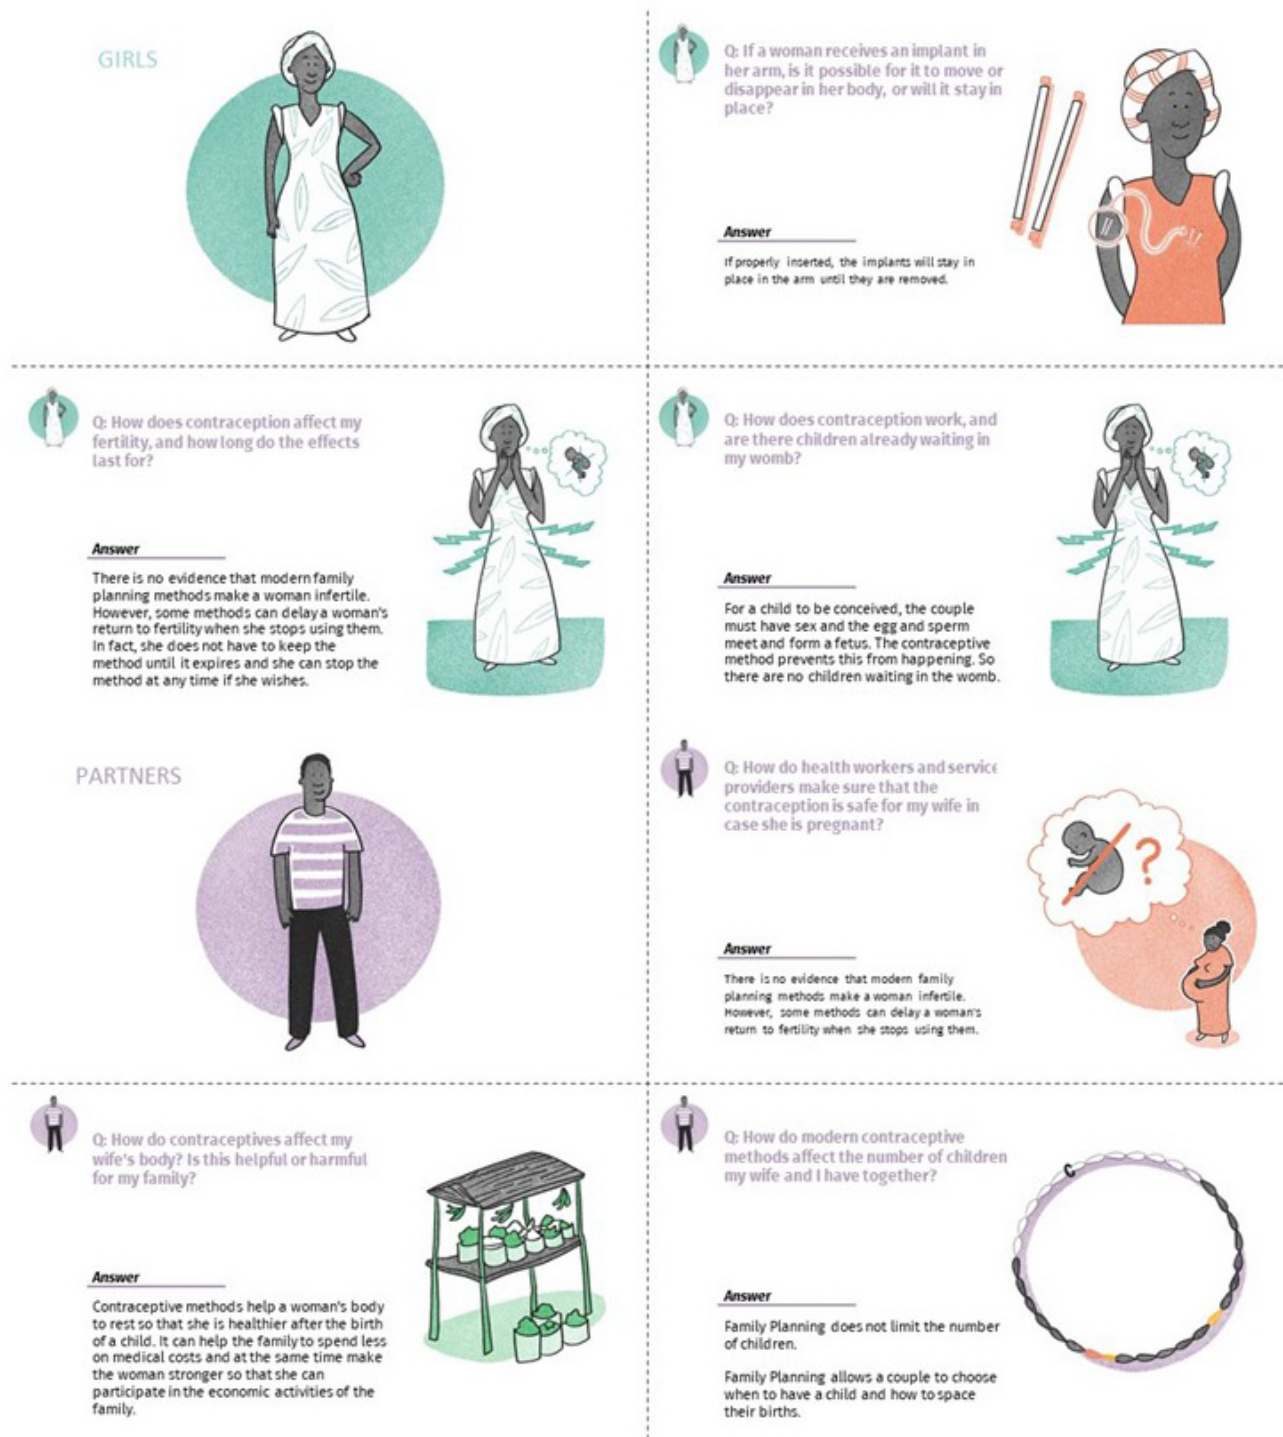 GIRLS
Q: If a woman receives an implant in
her arm, is it possible for it to move or
disappear in her body, or will it stay in
place?
Answer
If properly inserted, the implants will stay in
place in the arm until they are removed.
Q: How does contraception affect my
fertility, and how long do the effects
last for?
Answer
There is no evidence that modern family
planning methods make a woman infertile.
However, some methods can delay a woman's
return to fertility when she stops using them.
In fact, she does not have to keep the
method until it expires and she can stop the
method at any time if she wishes.
Q: How does contraception work, and
are there children already waiting in
my womb?
Answer
For a child to be conceived, the couple
must have sex and the egg and sperm
meet and form a fetus. The contraceptive
method prevents this from happening. So
there are no children waiting in the womb.
PARTNERS
Q: How do health workers and service
providers make sure that the
contraception is safe for my wife in
case she is pregnant?
Answer
There is no evidence that modern family
planning methods make a woman infertile.
However, some methods can delay a woman's
return to fertility when she stops using them.
Q: How do contraceptives affect my
wife's body? Is this helpful or harmful
for my family?
Answer
Contraceptive methods help a woman's body
to rest so that she is healthier after the birth
of a child. It can help the family to spend less
on medical costs and at the same time make
the woman stronger so that she can
participate in the economic activities of the
family.
Q: How do modern contraceptive
methods affect the number of children
my wife and I have together?
Answer
Family Planning does not limit the number
of children.
Family Planning allows a couple to choose
when to have a child and how to space
their births.